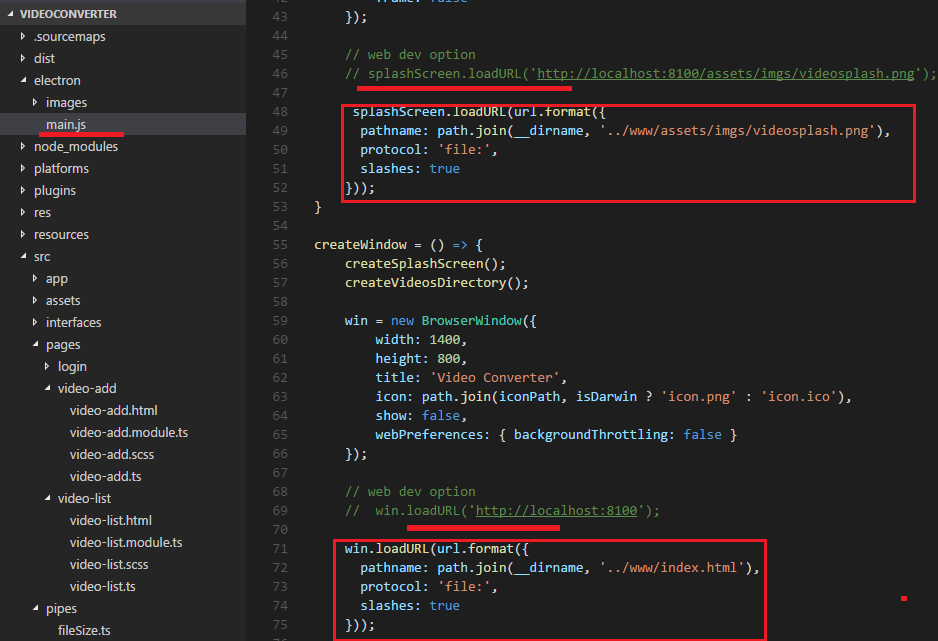 VIDEOCONVERTER
.sourcemaps
dist
electron
images
main.js
node_modules
platforms
plugins
res
resources
src
app
assets
interfaces
pages
login
video-add
video-add.html
video-add.module.ts
video-add.scss
video-add.ts
video-list
video-list.html
video-list.module.ts
video-list.scss
video-list.ts
pipes
fileSize.ts
43 });
44
45 // web dev option
46 // splashScreen.loadURL('http://localhost:8100/assets/imgs/videosplash.png');
47
48 splashScreen.loadURL(url.format({
49 pathname: path.join(__dirname, '../www/assets/imgs/videosplash.png'),
50 protocol: 'file:',
51 slashes: true
52 }));
53 }
54
55 createWindow = () => {
56 createSplashScreen();
57 createVideosDirectory();
58
59 win = new BrowserWindow({
60 width: 1400,
61 height: 800,
62 title: 'Video Converter',
63 icon: path.join(iconPath, isDarwin ? 'icon.png' : 'icon.ico'),
64 show: false,
65 webPreferences: { backgroundThrottling: false }
66 });
67
68 // web dev option
69 // win.loadURL('http://localhost:8100');
70
71 win.loadURL(url.format({
72 pathname: path.join(__dirname, '../www/index.html'),
73 protocol: 'file:',
74 slashes: true
75 }));